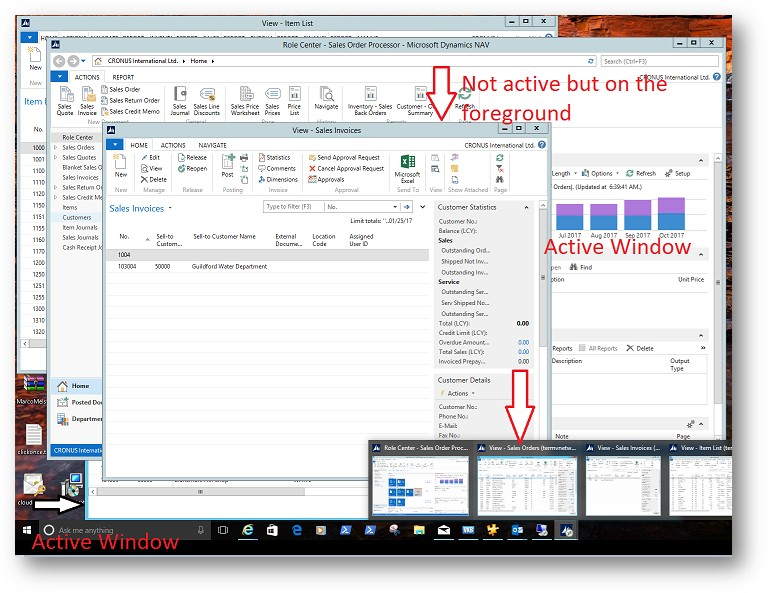 View - Item List
Role Center - Sales Order Processor - Microsoft Dynamics NAV
CRONUS International Ltd. Home
Search (Ctrl+F3)
ACTIONS REPORT
CRONUS International Ltd.
New
Sales Quote
Sales Invoice
Sales Order
Sales Return Order
Sales Credit Memo
Sales Journal
Sales Line Discounts
Sales Price Worksheet
Sales Prices
Price List
Navigate
Inventory - Sales Back Orders
Customer - Summary
Refresh
Not active but on the
foreground
New
General
History
Item
No.
1000
1001
1100
1110
1120
1150
1151
1155
1160
1170
1250
1255
1310
1320
Role Center
Sales Orders
Sales Quotes
Blanket Sales O
Sales Invoices
Sales Return O
Sales Credit Me
Items
Customers
Item Journals
Sales Journals
Cash Receipt Jo
Home
Posted Doc
Department
CRONUS Internation
View - Sales Invoices
HOME ACTIONS NAVIGATE
CRONUS International Ltd.
New
Edit
View
Delete
Manage
Release
Reopen
Release
Post
Posting
Statistics
Comments
Dimensions
Invoice
Send Approval Request
Cancel Approval Request
Approvals
Approval
Microsoft Excel
Send To
View
Show Attached
Page
Sales Invoices
Type to filter (F3) No.
Limit totals: ''..01/25/17
No. Sell-to Custom... Sell-to Customer Name External Docume... Location Code Assigned User ID
1004
103004 50000 Guildford Water Department
Customer Statistics
Customer No.:
Balance (LCY):
Sales
Outstanding Ord...
Shipped Not Inv...
Outstanding Inv...
Service
Outstanding Ser...
Serv Shipped No...
Outstanding Ser...
Total (LCY): 0.00
Credit Limit (LCY):
Overdue Amount... 0.00
Total Sales (LCY): 0.00
Invoiced Prepay... 0.00
Customer Details
Actions
Customer No.:
Phone No.:
E-Mail:
Fax No.:
Length Options Refresh Setup
Orders]. (Updated at 6:39:41 AM.)
Jul 2017 Aug 2017 Sep 2017 Oct 2017
Active Window
Find
Unit Price
Reports All Reports Delete
Description Output Type
Note Page
MarcoMels
clickonce.t
cloud
Role Center - Sales Order Proc...
View - Sales Orders (termvnetw...
View - Sales Invoices (...
View - Item List (ter
Ask me anything
Active Window